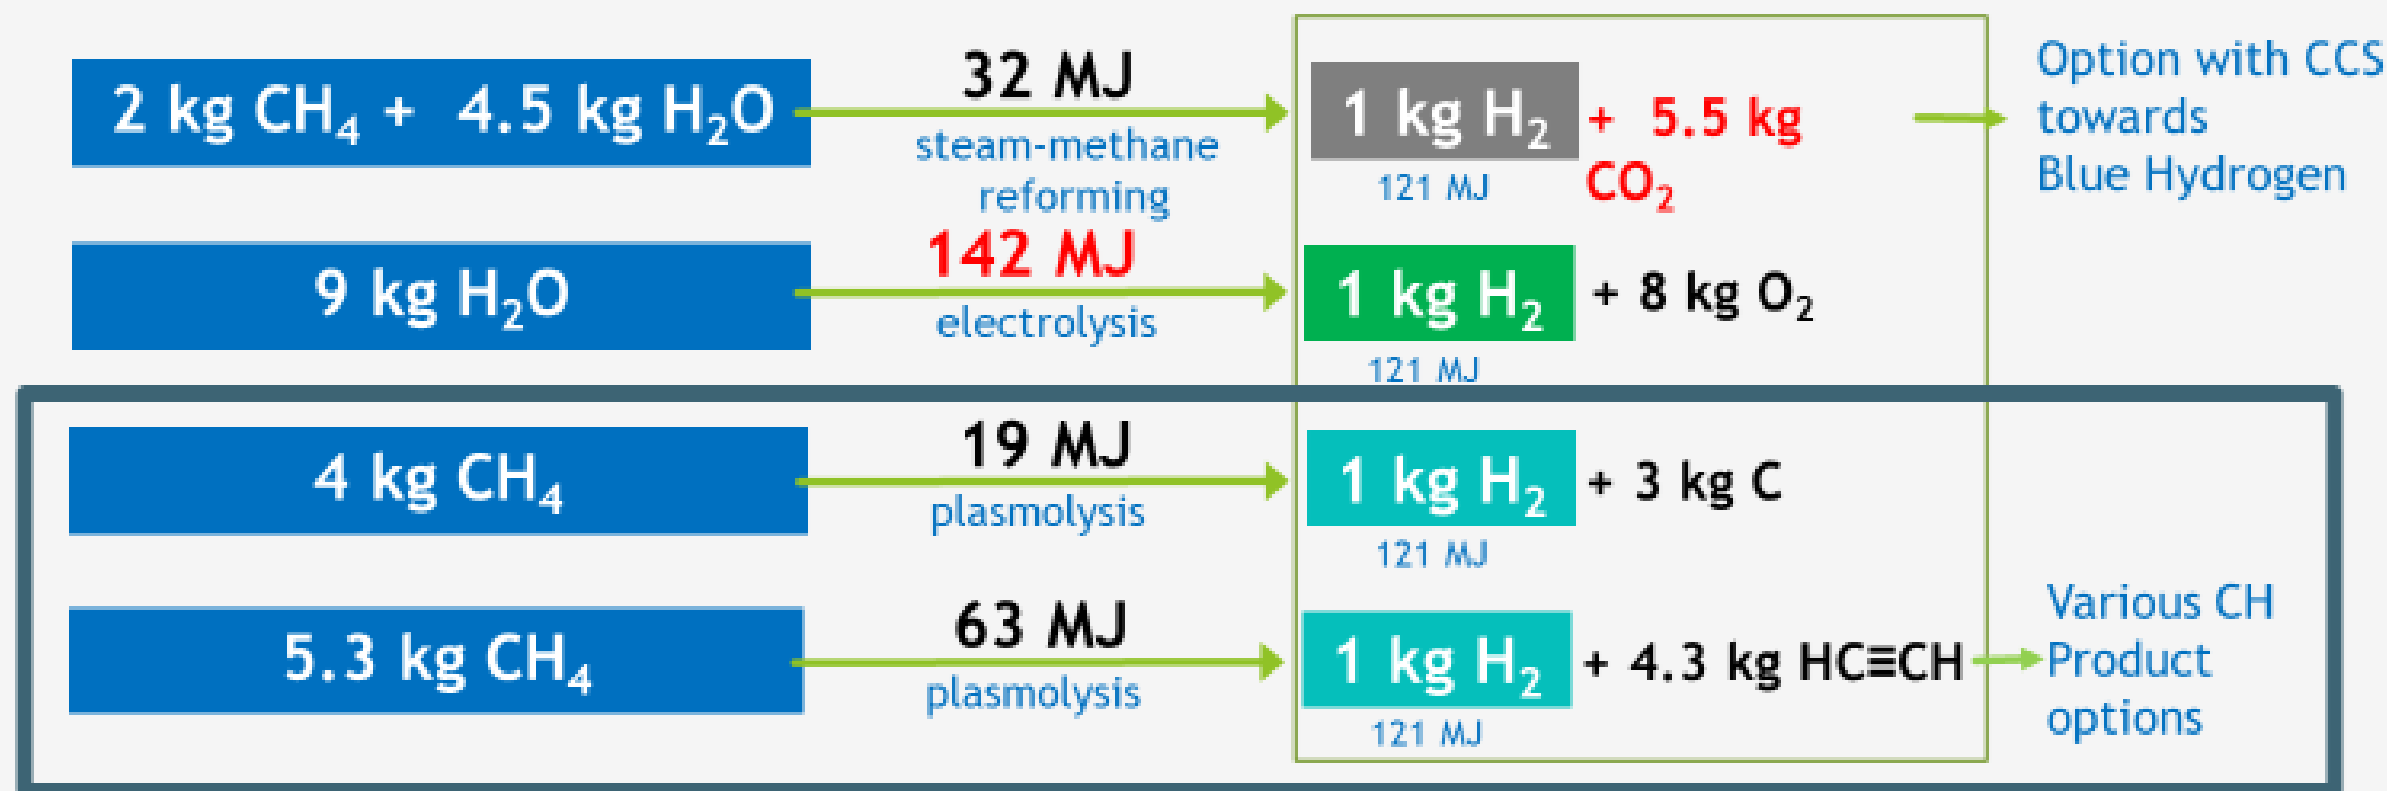 2 kg CH₄ + 4.5 kg H₂O
32 MJ
steam-methane
reforming
1 kg H₂
121 MJ
+ 5.5 kg
CO₂
Option with CCS
towards
Blue Hydrogen
9 kg H₂O
142 MJ
electrolysis
1 kg H₂
+ 8 kg O₂
121 MJ
4 kg CH₄
19 MJ
plasmolysis
1 kg H₂
+ 3 kg C
121 MJ
5.3 kg CH₄
63 MJ
plasmolysis
1 kg H₂
+ 4.3 kg HC≡CH
121 MJ
Various CH
Product
options